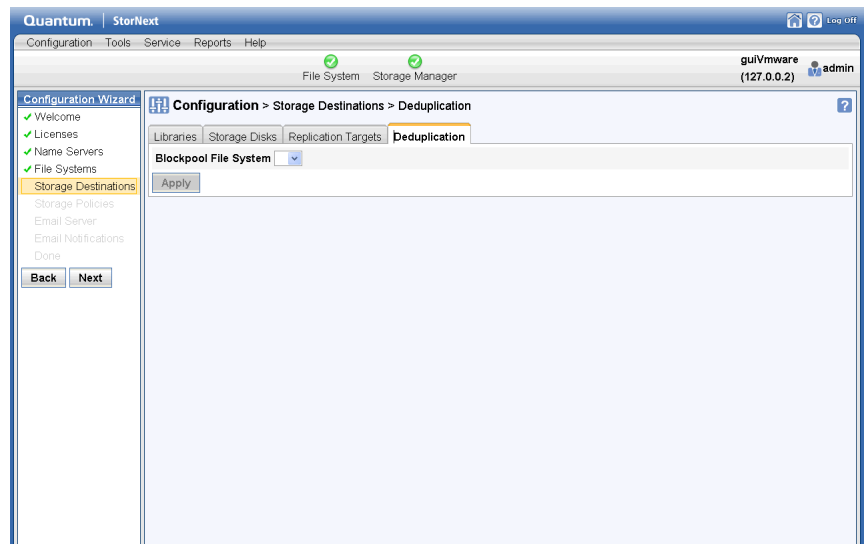 Quantum. StorNext
Log Off
Configuration Tools Service Reports Help
File System Storage Manager
guiVmware
(127.0.0.2)
admin
Configuration Wizard
Welcome
Licenses
Name Servers
File Systems
Storage Destinations
Storage Policies
Email Server
Email Notifications
Done
Back Next
Configuration > Storage Destinations > Deduplication
Libraries Storage Disks Replication Targets Deduplication
Blockpool File System
Apply